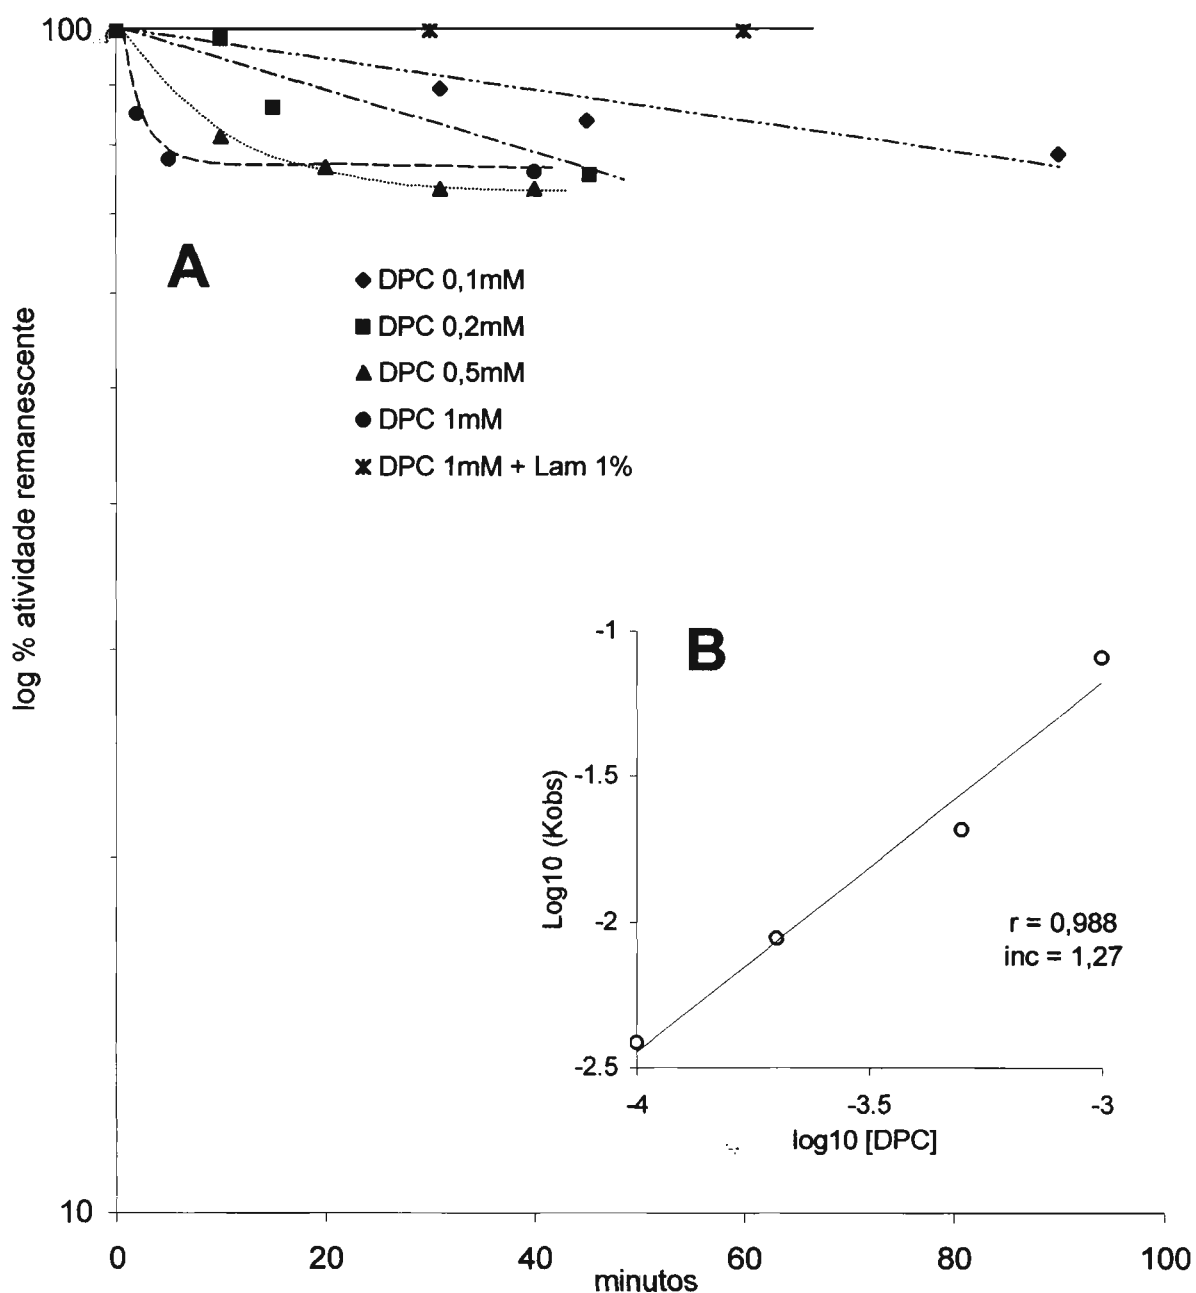 100
log % atividade remanescente
A
DPC 0,1mM
DPC 0,2mM
DPC 0,5mM
DPC 1mM
DPC 1mM + Lam 1%
B
-1
-1.5
-2
-2.5
Log10 (Kobs)
r = 0,988
inc = 1,27
-4
-3.5
-3
log10 [DPC]
10
0
20
40
60
80
100
minutos